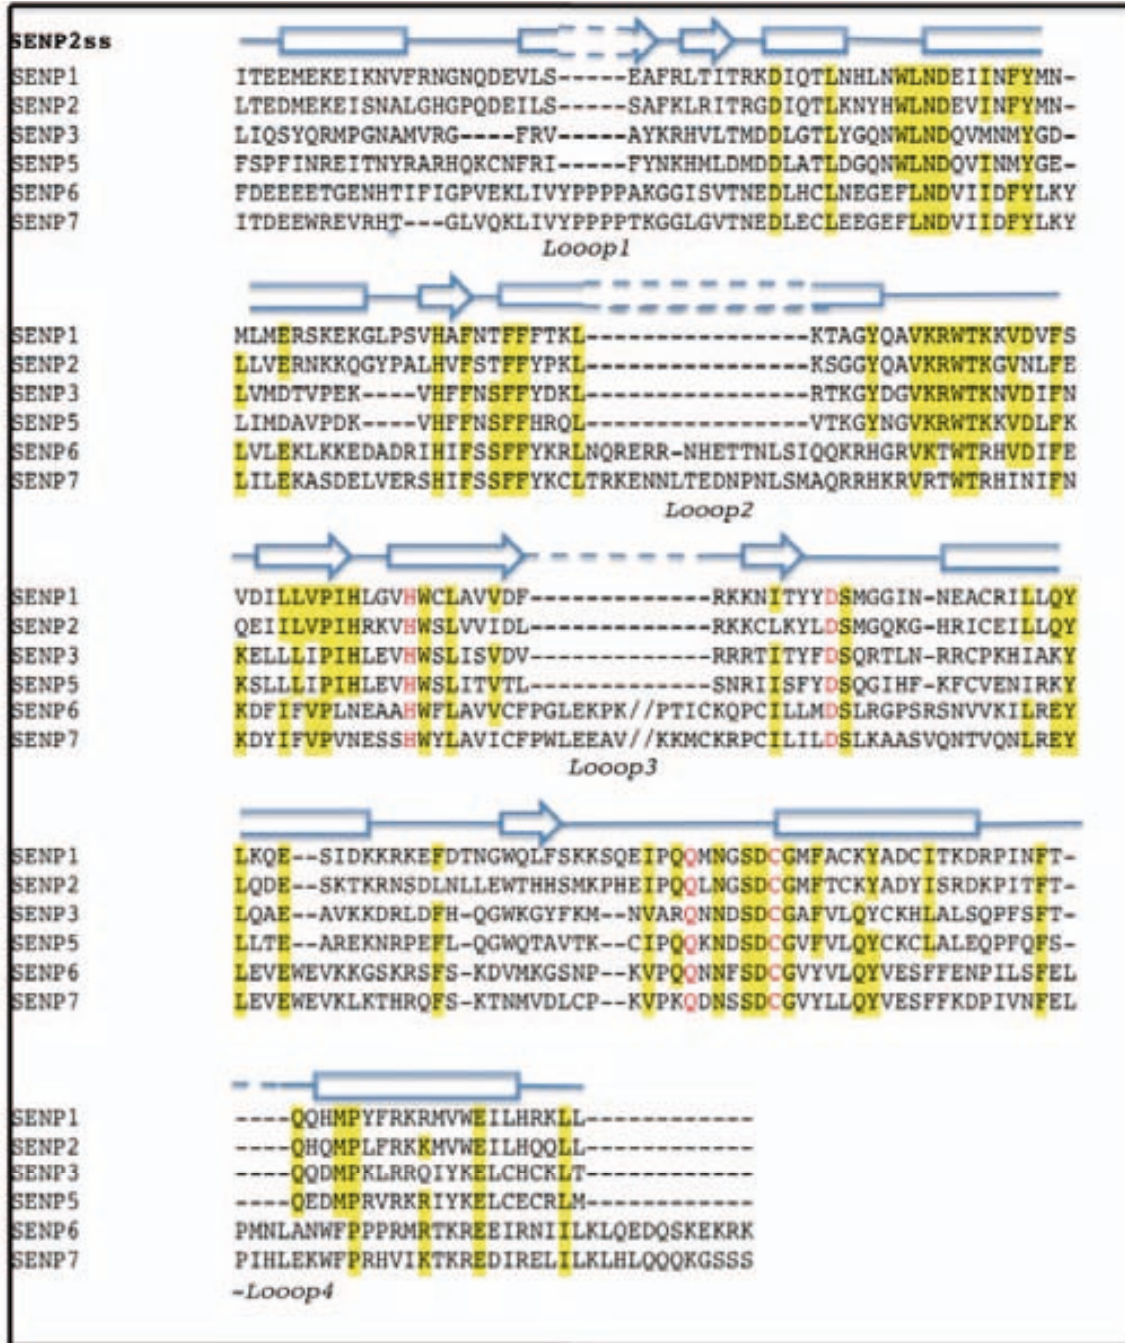 SENP2ss
SENP1 ITEEMEKEIKNVFRNGNQDEVLS-----EAFRLTITRKDIQTLNHLNWLNDEIINFYMN-
SENP2 LTEDMEKEISNALGHGPQDEILS-----SAFKLRITRGDIQTLKNYHWLNDEVINFYMN-
SENP3 LIQSYQRMPGNAMVRG----FRV-----AYKRHVLTMDDLGTLYGQNWLNDQVMNMYGD-
SENP5 FSPFINREITNYRARHQKCNFRI-----FYNKHMLDMDDLATLDGQNWLNDQVINMYGE-
SENP6 FDEEEETGENHTIFIGPVEKLIVYPPPPAKGGISVTNEDLHCLNEGEFLNDVIIDFYLKY
SENP7 ITDEEWREVRHT---GLVQKLIVYPPPPTKGGLGVTNEDLECLEEGEFLNDVIIDFYLKY
Looop1
SENP1 MLMERSKEKGLPSVHAFNTFFFTKL----------------KTAGYQAVKRWTKKVDVFS
SENP2 LLVERNKKQGYPALHVFSTFFYPKL----------------KSGGYQAVKRWTKGVNLFE
SENP3 LVMDTVPEK----VHFFNSFFYDKL----------------RTKGYDGVKRWTKNVDIFN
SENP5 LIMDAVPDK----VHFFNSFFHRQL----------------VTKGYNGVKRWTKKVDLFK
SENP6 LVLEKLKKEDADRIHIFSSFFYKRLNQRERR-NHETTNLSIQQKRHGRVKTWTRHVDIFE
SENP7 LILEKASDELVERSHIFSSFFYKCLTRKENNLTEDNPNLSMAQRRHKRVRTWTRHINIFN
Looop2
SENP1 VDILLVPIHLGVHWCLAVVDF-------------RKKNITYYDSMGGIN-NEACRILLQY
SENP2 QEIILVPIHRKVHWSLVVIDL-------------RKKCLKYLDSMGQKG-HRICEILLQY
SENP3 KELLLIPIHLEVHWSLISVDV-------------RRRTITYFDSQRTLN-RRCPKHIAKY
SENP5 KSLLLIPIHLEVHWSLITVTL-------------SNRIISFYDSQGIHF-KFCVENIRKY
SENP6 KDFIFVPLNEAAHWFLAVVCFPGLEKPK//PTICKQPCILLMDSLRGPSRSNVVKILREY
SENP7 KDYIFVPVNESSHWYLAVICFPWLEEAV//KKMCKRPCILILDSLKAASVQNTVQNLREY
Looop3
SENP1 LKQE--SIDKKRKEFDTNGWQLFSKKSQEIPQQMNGSDCGMFACKYADCITKDRPINFT-
SENP2 LQDE--SKTKRNSDLNLLEWTHHSMKPHEIPQQLNGSDCGMFTCKYADYISRDKPITFT-
SENP3 LQAE--AVKKDRLDFH-QGWKGYFKM--NVARQNNDSDCGAFVLQYCKHLALSQPFSFT-
SENP5 LLTE--AREKNRPEFL-QGWQTAVTK--CIPQQKNDSDCGVFVLQYCKCLALEQPFQFS-
SENP6 LEVEWEVKKGSKRSFS-KDVMKGSNP--KVPQQNNFSDCGVYVLQYVESFFENPILSFEL
SENP7 LEVEWEVKLKTHRQFS-KTNMVDLCP--KVPKQDNSSDCGVYLLQYVESFFKDPIVNFEL
SENP1 ----QQHMPYFRKRMVWEILHRKLL------------
SENP2 ----QHQMPLFRKKMVWEILHQQLL------------
SENP3 ----QQDMPKLRRQIYKELCHCKLT------------
SENP5 ----QEDMPRVRKRIYKELCECRLM------------
SENP6 PMNLANWFPPPRMRTKREEIRNIILKLQEDQSKEKRK
SENP7 PIHLEKWFPRHVIKTKREDIRELILKLHLQQQKGSSS
-Looop4